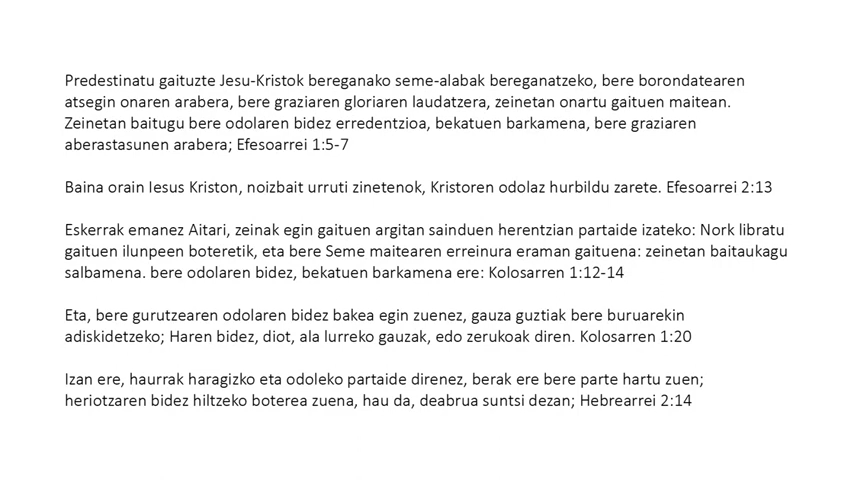 Predestinatu gaituzte Jesu-Kristok bereganako seme-alabak bereganatzeko, bere borondatearen
atsegin onaren arabera, bere graziaren gloriaren laudatzera, zeinetan onartu gaituen maitean.
Zeinetan baitugu bere odolaren bidez erredentzioa, bekatuen barkamena, bere graziaren
aberastasunen arabera; Efesoarrei 1:5-7
Baina orain Iesus Kriston, noizbait urruti zinetenok, Kristoren odolaz hurbildu zarete. Efesoarrei 2:13
Eskerrak emanez Aitari, zeinak egin gaituen argitan sainduen herentzian partaide izateko: Nork libratu
gaituen ilunpeen boteretik, eta bere Seme maitearen erreinura eraman gaituena: zeinetan baitaukagu
salbamena. bere odolaren bidez, bekatuen barkamena ere: Kolosarren 1:12-14
Eta, bere gurutzearen odolaren bidez bakea egin zuenez, gauza guztiak bere buruarekin
adiskidetzeko; Haren bidez, diot, ala lurreko gauzak, edo zerukoak diren. Kolosarren 1:20
Izan ere, haurrak haragizko eta odoleko partaide direnez, berak ere bere parte hartu zuen;
heriotzaren bidez hiltzeko boterea zuena, hau da, deabrua suntsi dezan; Hebrearrei 2:14